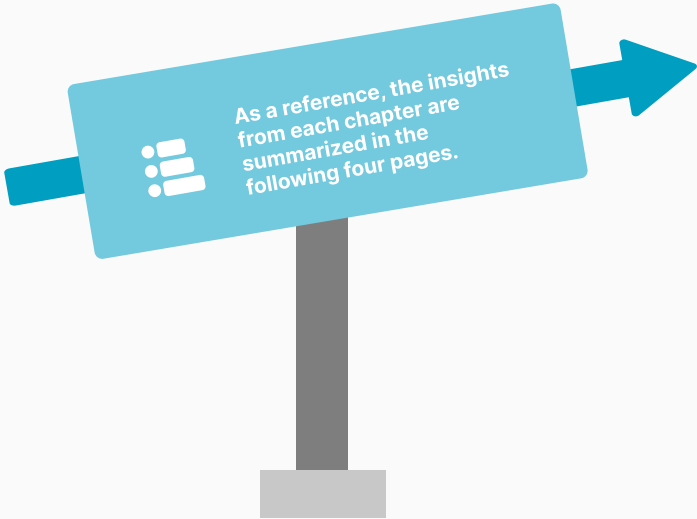 As a reference, the insights
from each chapter are
summarized in the
following four pages.